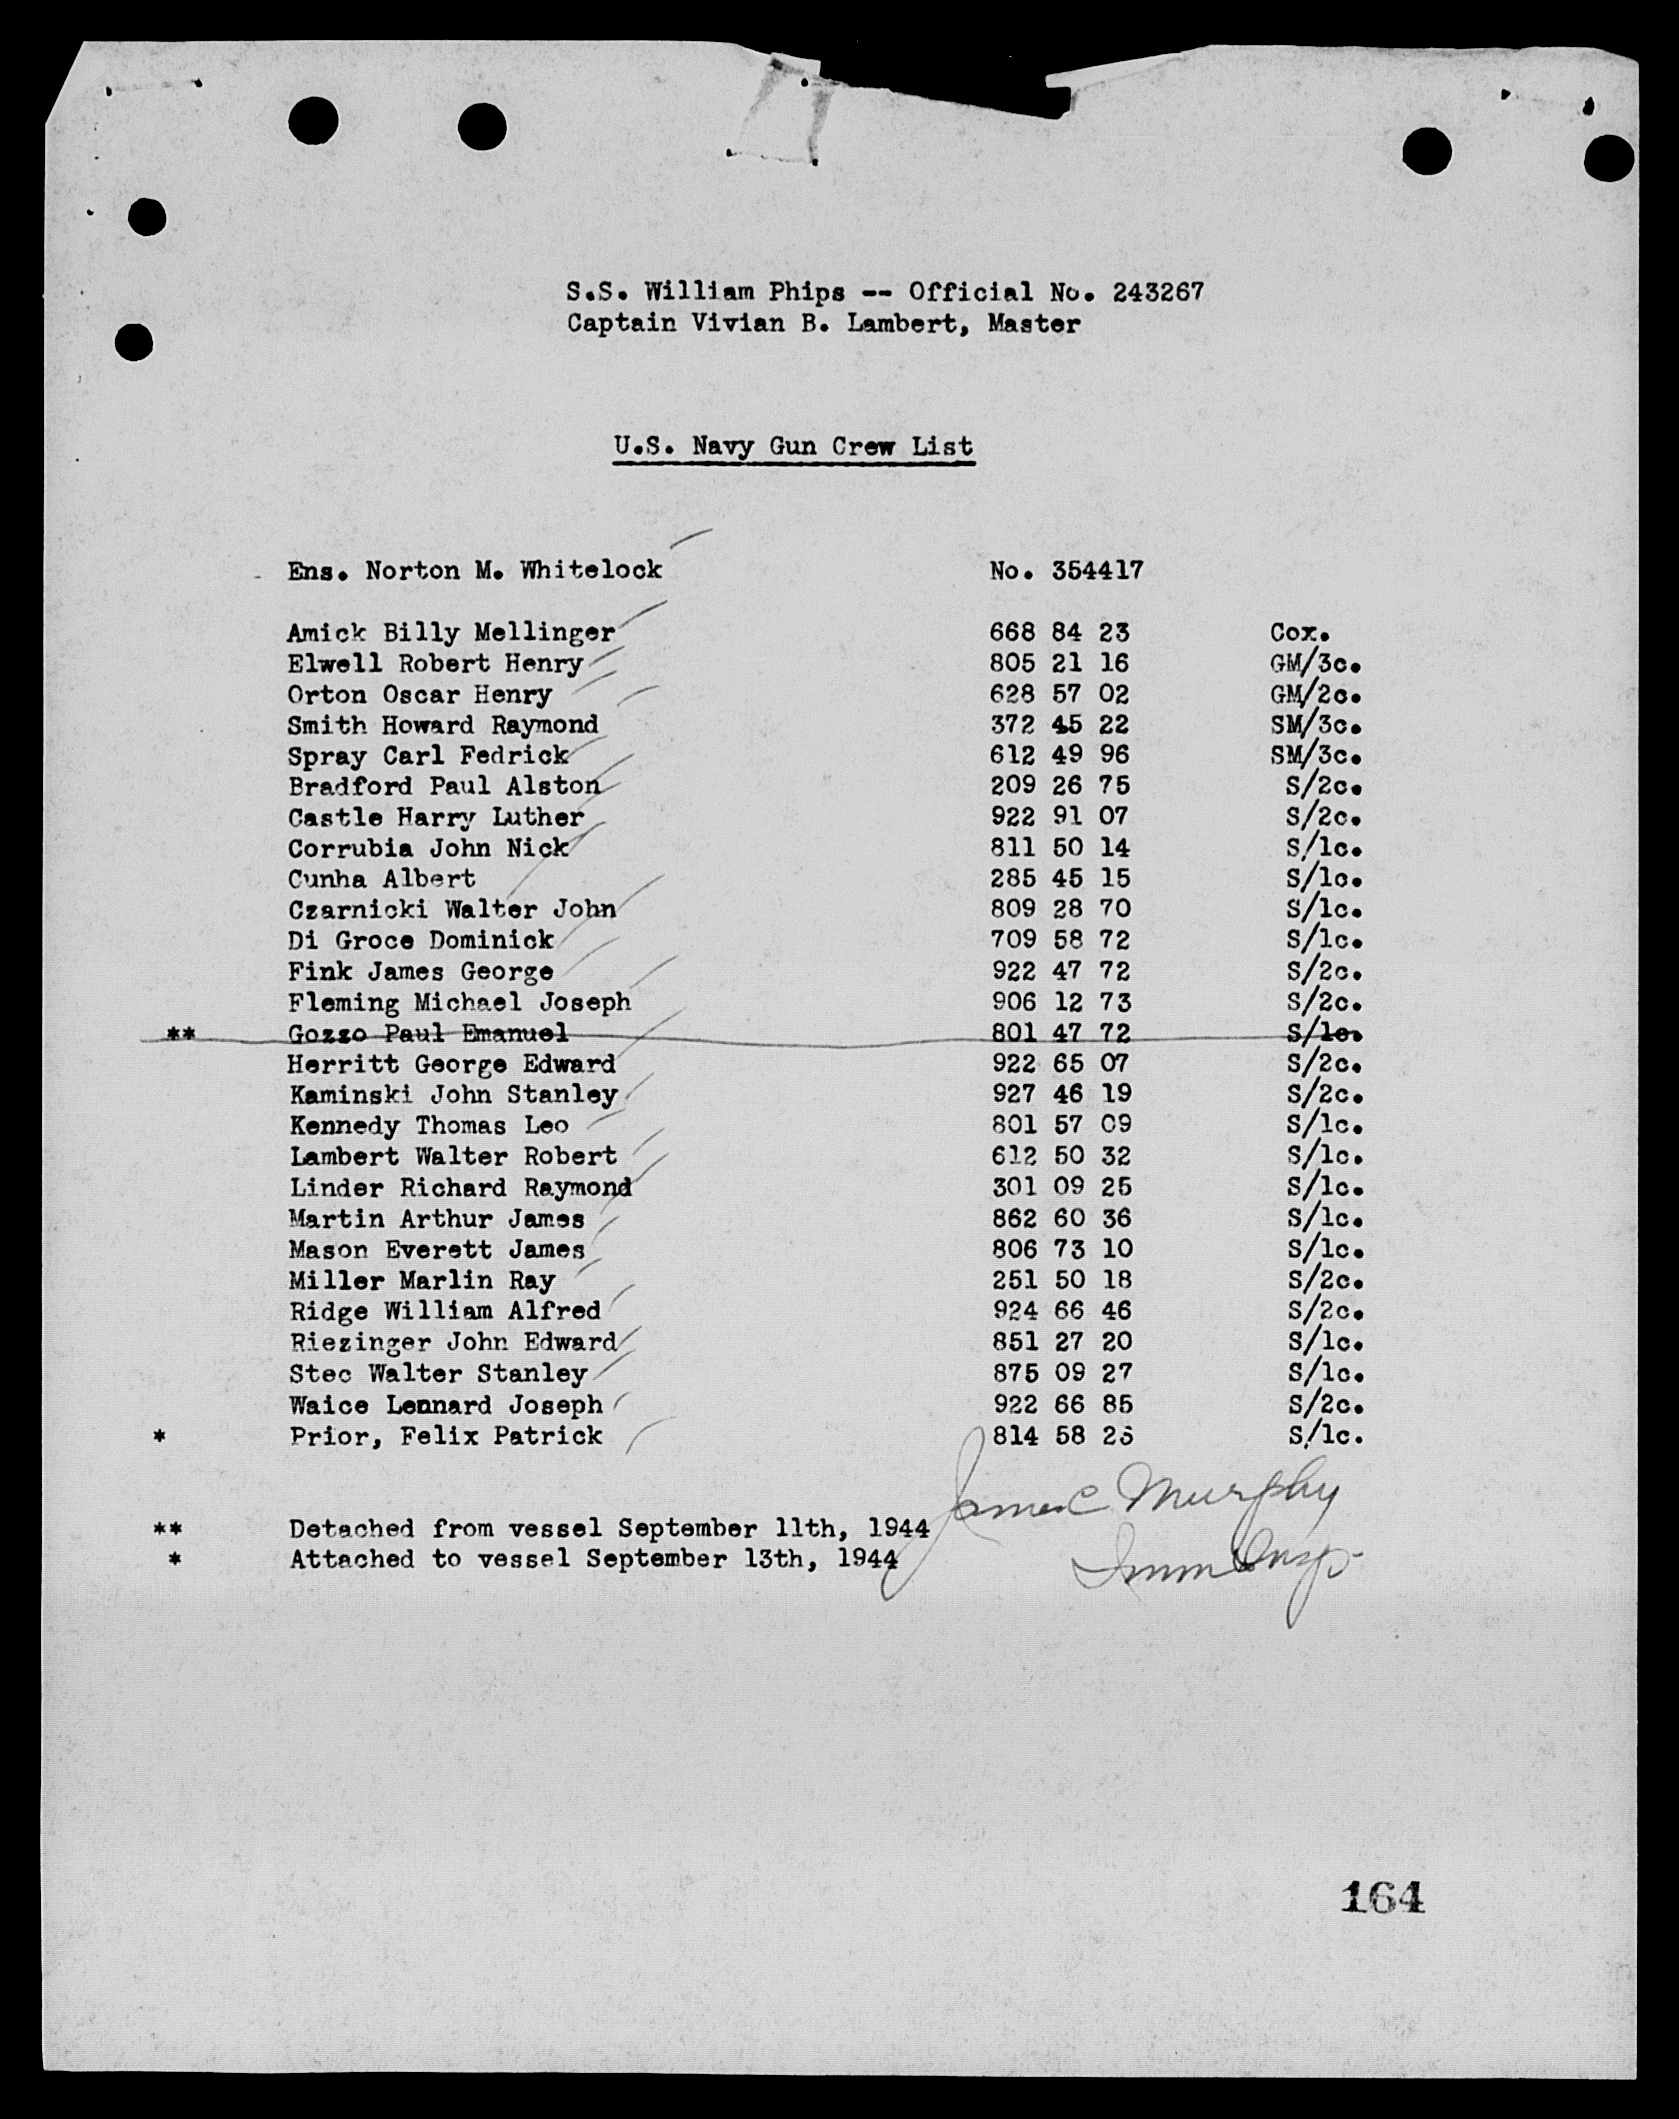 S.S. William Phips -- Official No. 243267
Captain Vivian B. Lambert, Master
U.S. Navy Gun Crew List
Ens. Norton M. Whitelock No. 354417
Amick Billy Mellinger 668 84 23 Cox.
Elwell Robert Henry 805 21 16 GM/3c.
Orton Oscar Henry 628 57 02 GM/2c.
Smith Howard Raymond 372 45 22 SM/3c.
Spray Carl Fedrick 612 49 96 SM/3c.
Bradford Paul Alston 209 26 75 S/2c.
Castle Harry Luther 922 91 07 S/2c.
Corrubia John Nick 811 50 14 S/1c.
Cunha Albert 285 45 15 S/1c.
Czarnicki Walter John 809 28 70 S/1c.
Di Groce Dominick 709 58 72 S/1c.
Fink James George 922 47 72 S/2c.
Fleming Michael Joseph 906 12 73 S/2c.
** Gozzo Paul Emanuel 801 47 72 S/1c.
Herritt George Edward 922 65 07 S/2c.
Kaminski John Stanley 927 46 19 S/2c.
Kennedy Thomas Leo 801 57 09 S/1c.
Lambert Walter Robert 612 50 32 S/1c.
Linder Richard Raymond 301 09 25 S/1c.
Martin Arthur James 862 60 36 S/1c.
Mason Everett James 806 73 10 S/1c.
Miller Marlin Ray 251 50 18 S/2c.
Ridge William Alfred 924 66 46 S/2c.
Riezinger John Edward 851 27 20 S/1c.
Stec Walter Stanley 875 09 27 S/1c.
Waice Lennard Joseph 922 66 85 S/2c.
* Prior, Felix Patrick 814 58 26 S/1c.
James C Murphy
** Detached from vessel September 11th, 1944
* Attached to vessel September 13th, 1944
Imm Insp
164